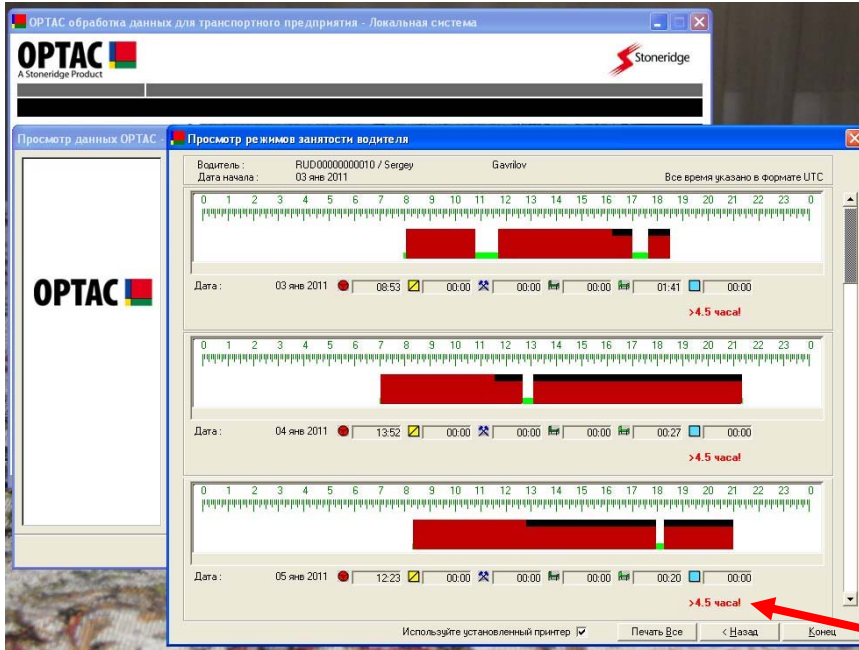 ОРТАС обработка данных для транспортного предприятия - Локальная система
OPTAC
A Stoneridge Product
Stoneridge
Просмотр данных ОРТАС -
Просмотр режимов занятости водителя
OPTAC
Водитель : RUD00000000010 / Sergey Gavrilov
Дата начала : 03 янв 2011 Все время указано в формате UTC
0 1 2 3 4 5 6 7 8 9 10 11 12 13 14 15 16 17 18 19 20 21 22 23 0
Дата : 03 янв 2011 08:53 00:00 00:00 00:00 01:41 00:00
>4.5 часа!
0 1 2 3 4 5 6 7 8 9 10 11 12 13 14 15 16 17 18 19 20 21 22 23 0
Дата : 04 янв 2011 13:52 00:00 00:00 00:00 00:27 00:00
>4.5 часа!
0 1 2 3 4 5 6 7 8 9 10 11 12 13 14 15 16 17 18 19 20 21 22 23 0
Дата : 05 янв 2011 12:23 00:00 00:00 00:00 00:20 00:00
>4.5 часа!
Используйте установленный принтер Печать Все < Назад Конец